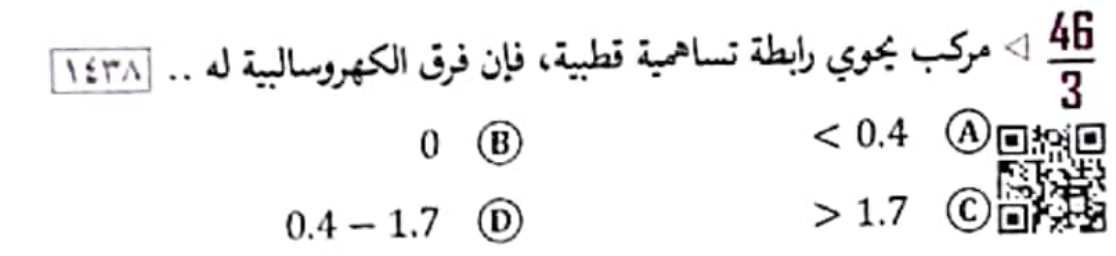 46/3 ◁ مركب يحوي رابطة تساهمية قطبية، فإن فرق الكهروسالبية له .. ١٤٣٨
A < 0.4 B 0
C > 1.7 D 0.4 − 1.7